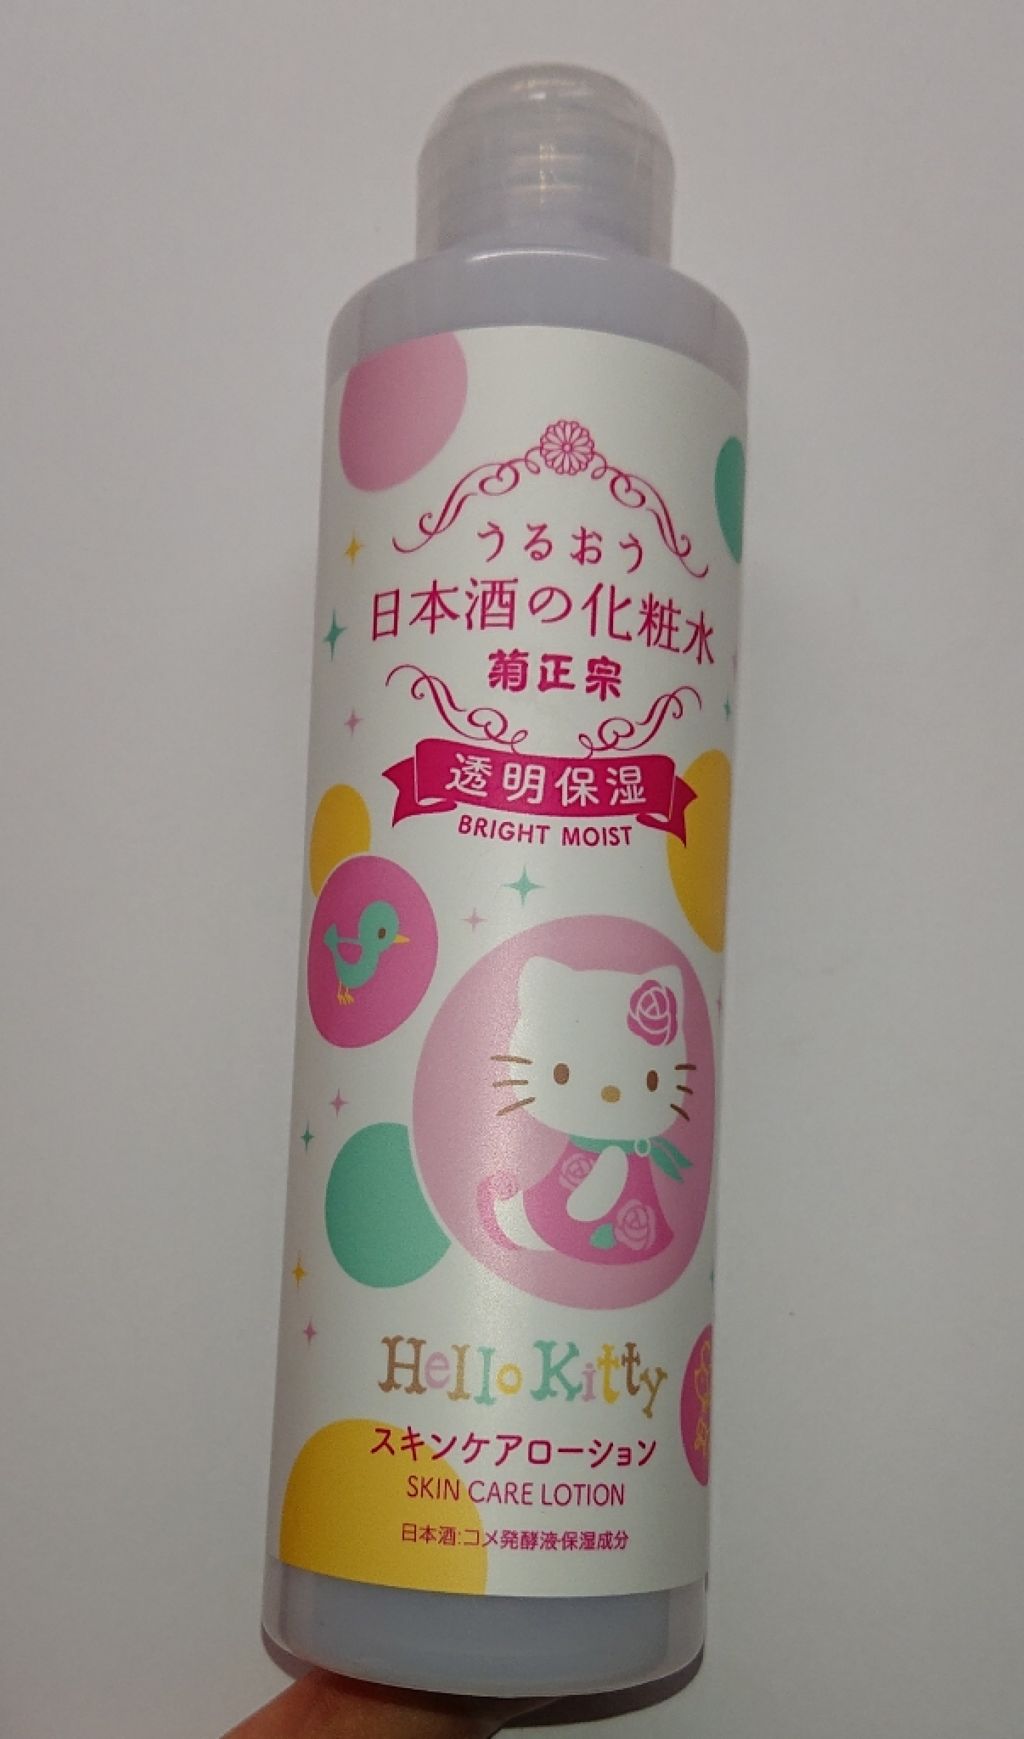 うるおう
日本酒の化粧水
菊正宗
透明保湿
BRIGHT MOIST
Hello Kitty
スキンケアローション
SKIN CARE LOTION
日本酒:コメ発酵液・保湿成分